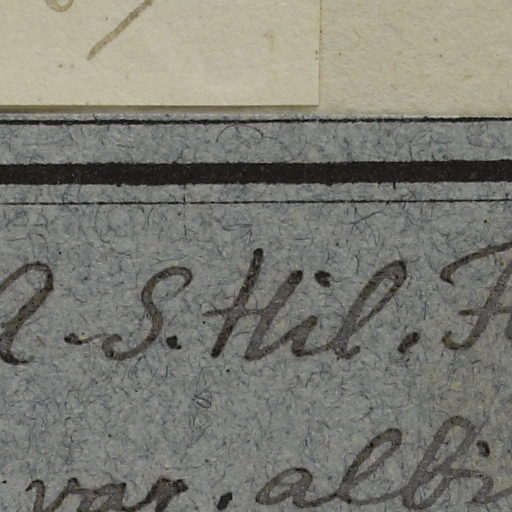 A. S. Hil. F
var. albi